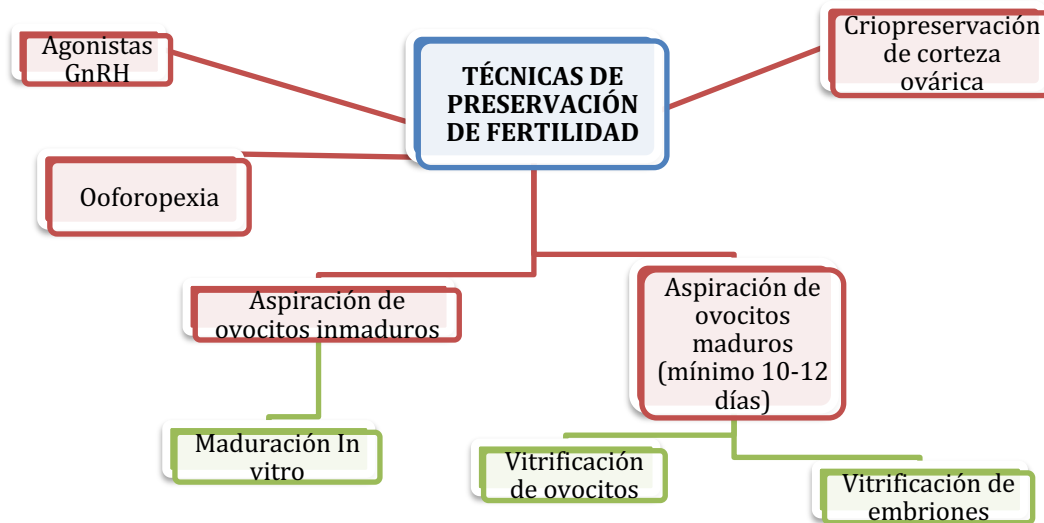 Agonistas
GnRH
TÉCNICAS DE
PRESERVACIÓN
DE FERTILIDAD
Criopreservación
de corteza
ovárica
Ooforopexia
Aspiración de
ovocitos inmaduros
Aspiración de
ovocitos
maduros
(mínimo 10-12
días)
Maduración In
vitro
Vitrificación
de ovocitos
Vitrificación de
embriones